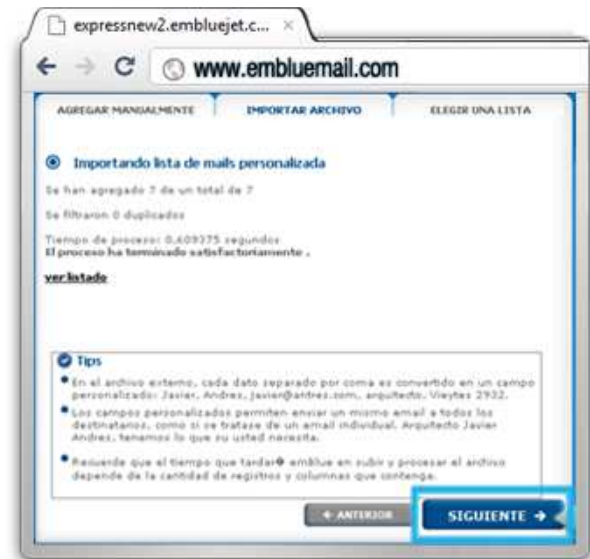 expressnew2.embluejet.c... ×
www.embluemail.com
AGREGAR MANUALMENTE IMPORTAR ARCHIVO ELEGIR UNA LISTA
Importando lista de mails personalizada
Se han agregado 7 de un total de 7
Se filtraron 0 duplicados
Tiempo de proceso: 0,609375 segundos
El proceso ha terminado satisfactoriamente .
ver listado
Tips
En el archivo externo, cada dato separado por coma es convertido en un campo
personalizado: Javier, Andres, javier@antres.com, arquitecto, Vieytes 2932.
Los campos personalizados permiten enviar un mismo email a todos los
destinatarios, como si se tratase de un email individual. Arquitecto Javier
Andres, tenemos lo que su usted necesita.
Recuerde que el tiempo que tardar� emblue en subir y procesar el archivo
depende de la cantidad de registros y columnas que contenga.
← ANTERIOR SIGUIENTE →